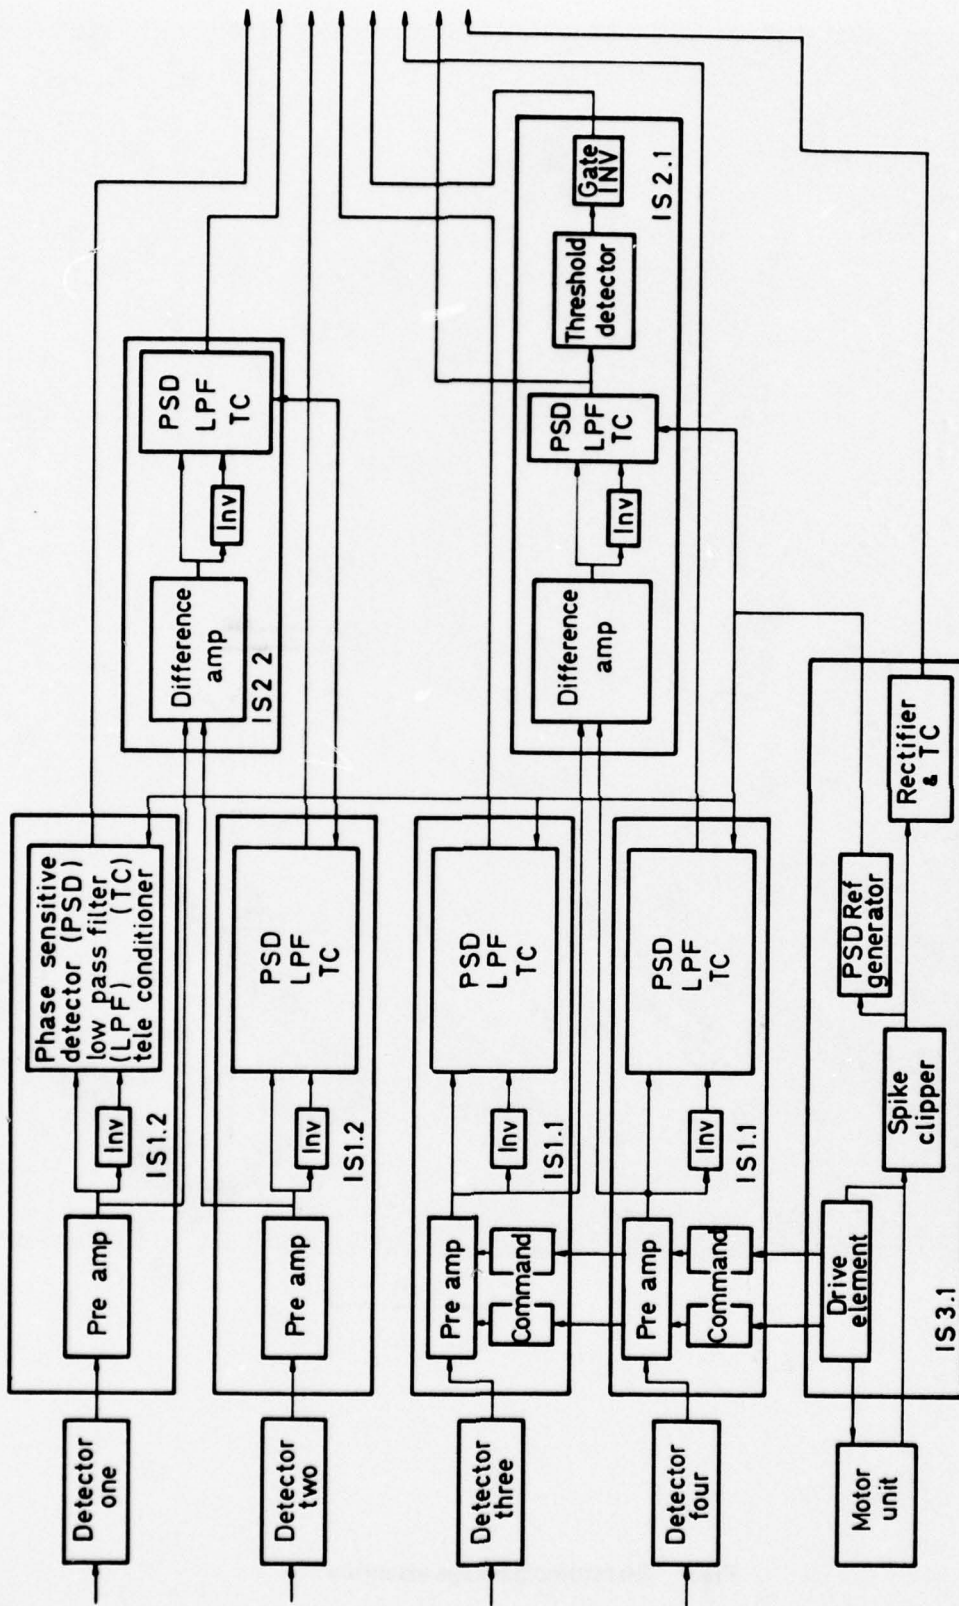 Detector
one
Pre amp
Inv
IS1.2
Phase sensitive
detector (PSD)
low pass filter
(LPF) (TC)
tele conditioner
Difference
amp
Inv
PSD
LPF
TC
IS2 2
Detector
two
Pre amp
Inv
IS1.2
PSD
LPF
TC
Detector
three
Pre amp
Command
Inv
IS1.1
PSD
LPF
TC
Difference
amp
Inv
PSD
LPF
TC
Threshold
detector
Gate
INV
IS2.1
Detector
four
Pre amp
Command
Inv
IS1.1
PSD
LPF
TC
Motor
unit
Drive
element
Spike
clipper
PSD Ref
generator
Rectifier
& TC
IS3.1